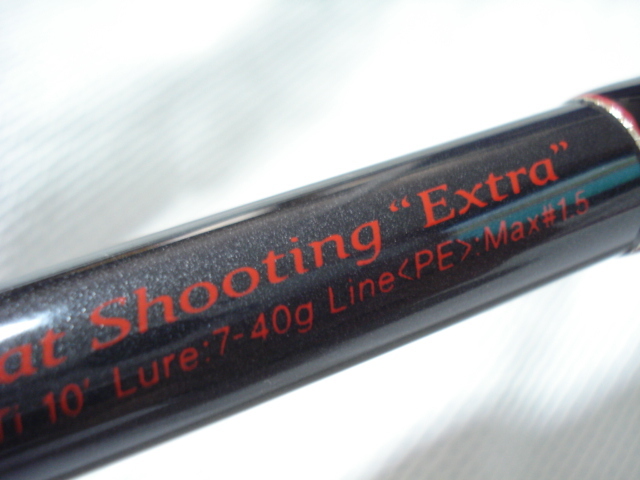 at Shooting “Extra”
Ti 10' Lure:7-40g Line<PE>:Max#1.5